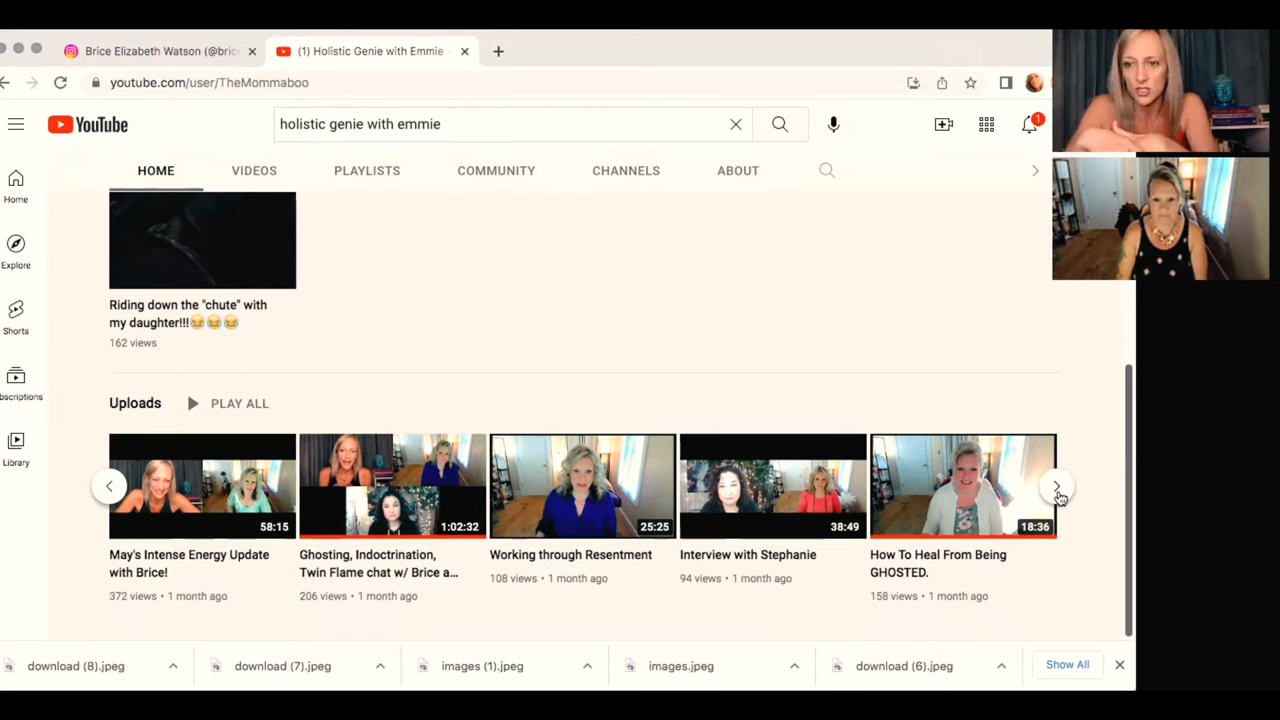 Brice Elizabeth Watson (@bric
(1) Holistic Genie with Emmie
youtube.com/user/TheMommaboo
YouTube
holistic genie with emmie
1
HOME VIDEOS PLAYLISTS COMMUNITY CHANNELS ABOUT
Home
Explore
Shorts
bscriptions
Library
Riding down the "chute" with
my daughter!!!😂😂😂
162 views
Uploads PLAY ALL
58:15
May's Intense Energy Update
with Brice!
372 views • 1 month ago
1:02:32
Ghosting, Indoctrination,
Twin Flame chat w/ Brice a...
206 views • 1 month ago
25:25
Working through Resentment
108 views • 1 month ago
38:49
Interview with Stephanie
94 views • 1 month ago
18:36
How To Heal From Being
GHOSTED.
158 views • 1 month ago
download (8).jpeg
download (7).jpeg
images (1).jpeg
images.jpeg
download (6).jpeg
Show All